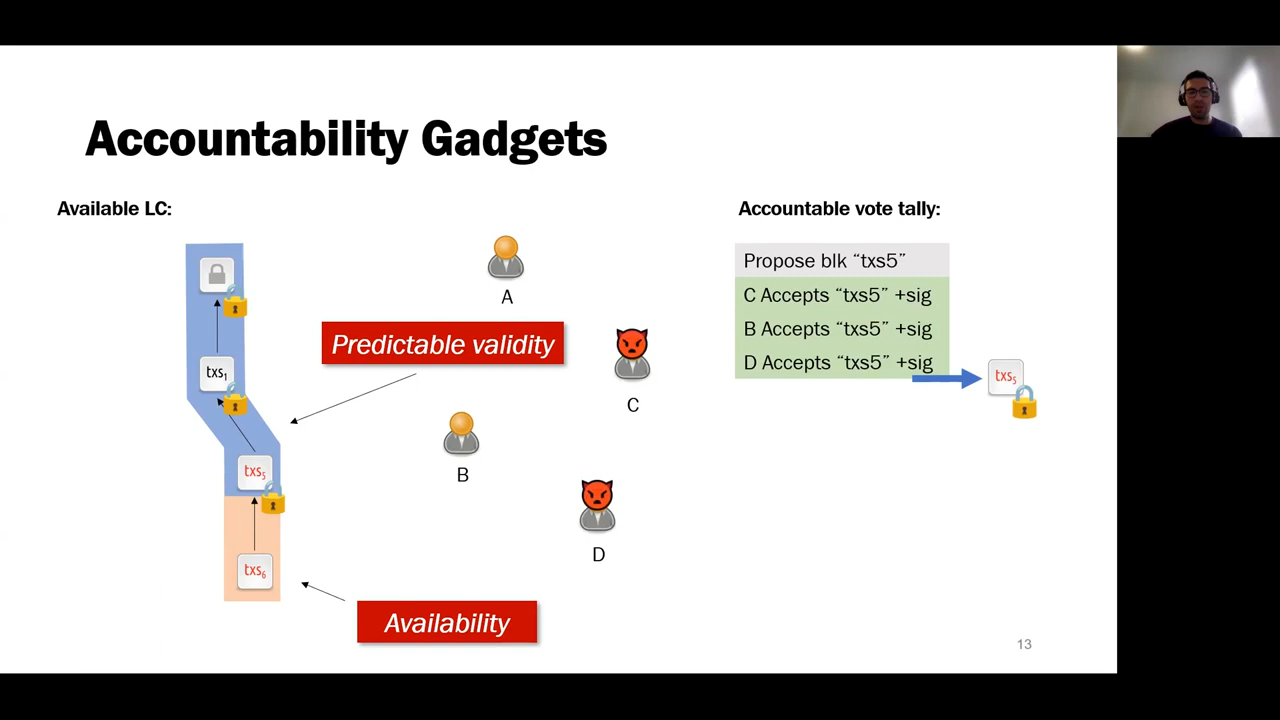 Accountability Gadgets
Available LC:
Accountable vote tally:
txs₁
txs₅
txs₆
A
Predictable validity
C
B
D
Availability
Propose blk “txs5”
C Accepts “txs5” +sig
B Accepts “txs5” +sig
D Accepts “txs5” +sig
txs₅
13